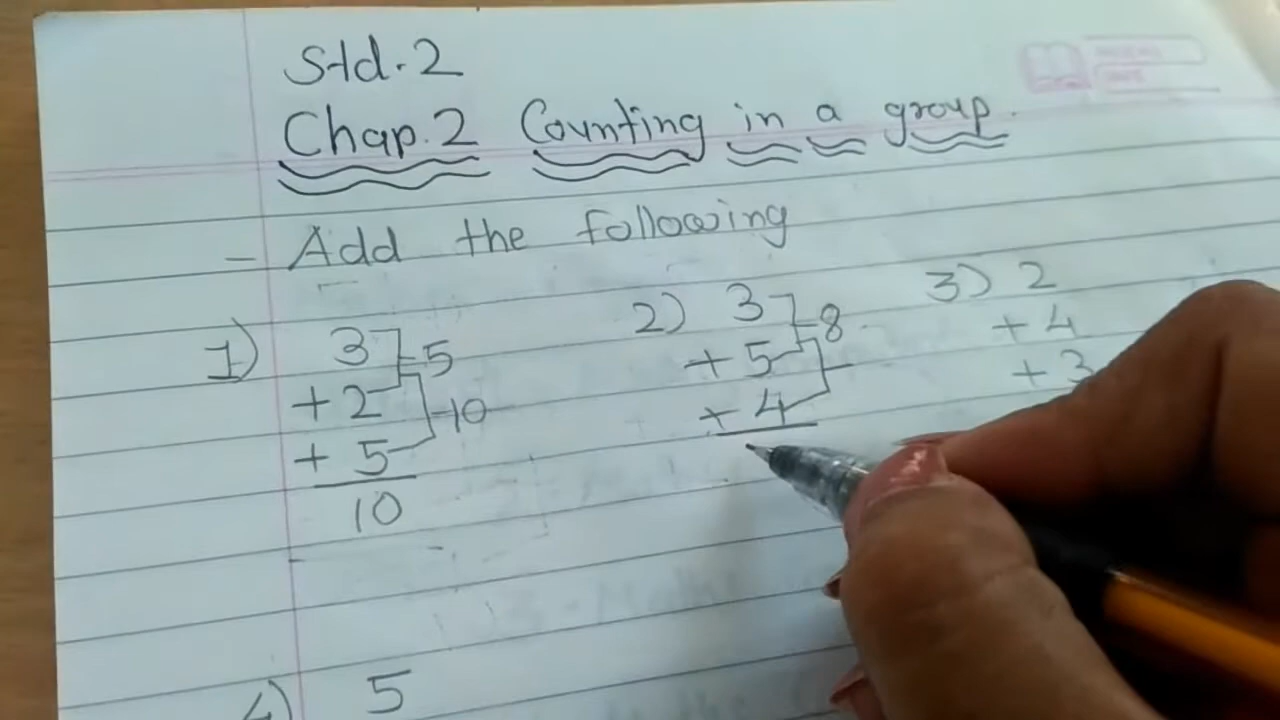 Std.2
Chap.2 Counting in a group.
- Add the following
1) 3 5
+ 2 10
+ 5
10
2) 3 8
+ 5
+ 4
3) 2
+ 4
+ 3
4) 5